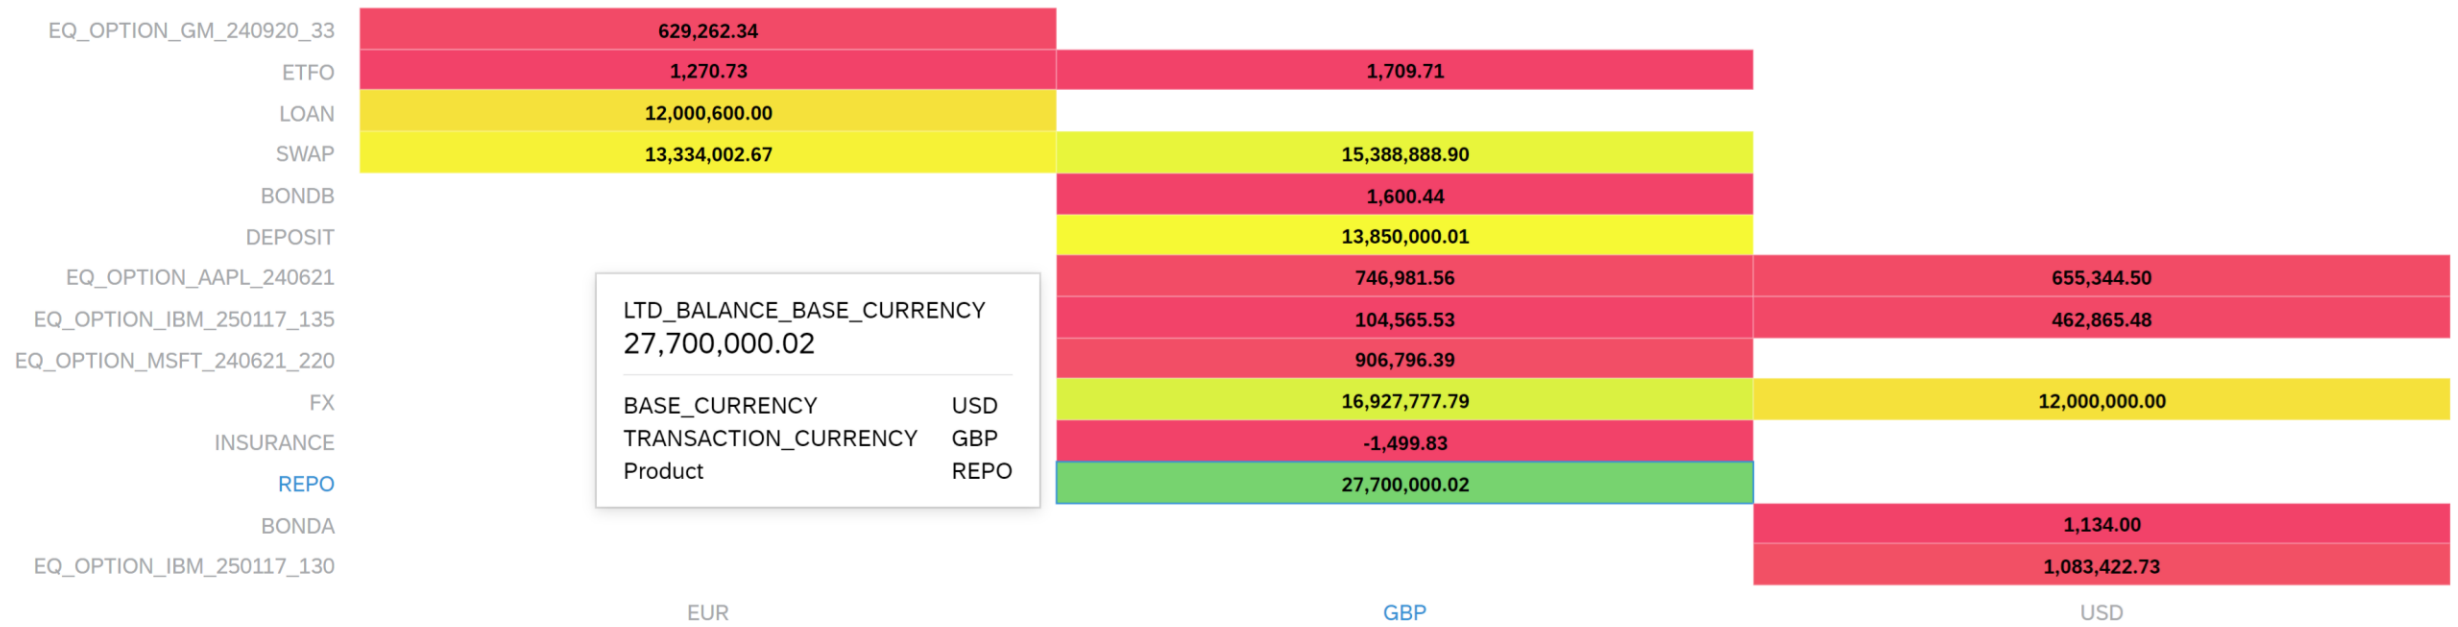 EQ_OPTION_GM_240920_33 629,262.34
ETFO 1,270.73 1,709.71
LOAN 12,000,600.00
SWAP 13,334,002.67 15,388,888.90
BONDB 1,600.44
DEPOSIT 13,850,000.01
EQ_OPTION_AAPL_240621 746,981.56 655,344.50
EQ_OPTION_IBM_250117_135 104,565.53 462,865.48
EQ_OPTION_MSFT_240621_220 906,796.39
FX 16,927,777.79 12,000,000.00
INSURANCE -1,499.83
REPO 27,700,000.02
BONDA 1,134.00
EQ_OPTION_IBM_250117_130 1,083,422.73
EUR GBP USD
LTD_BALANCE_BASE_CURRENCY
27,700,000.02
BASE_CURRENCY USD
TRANSACTION_CURRENCY GBP
Product REPO